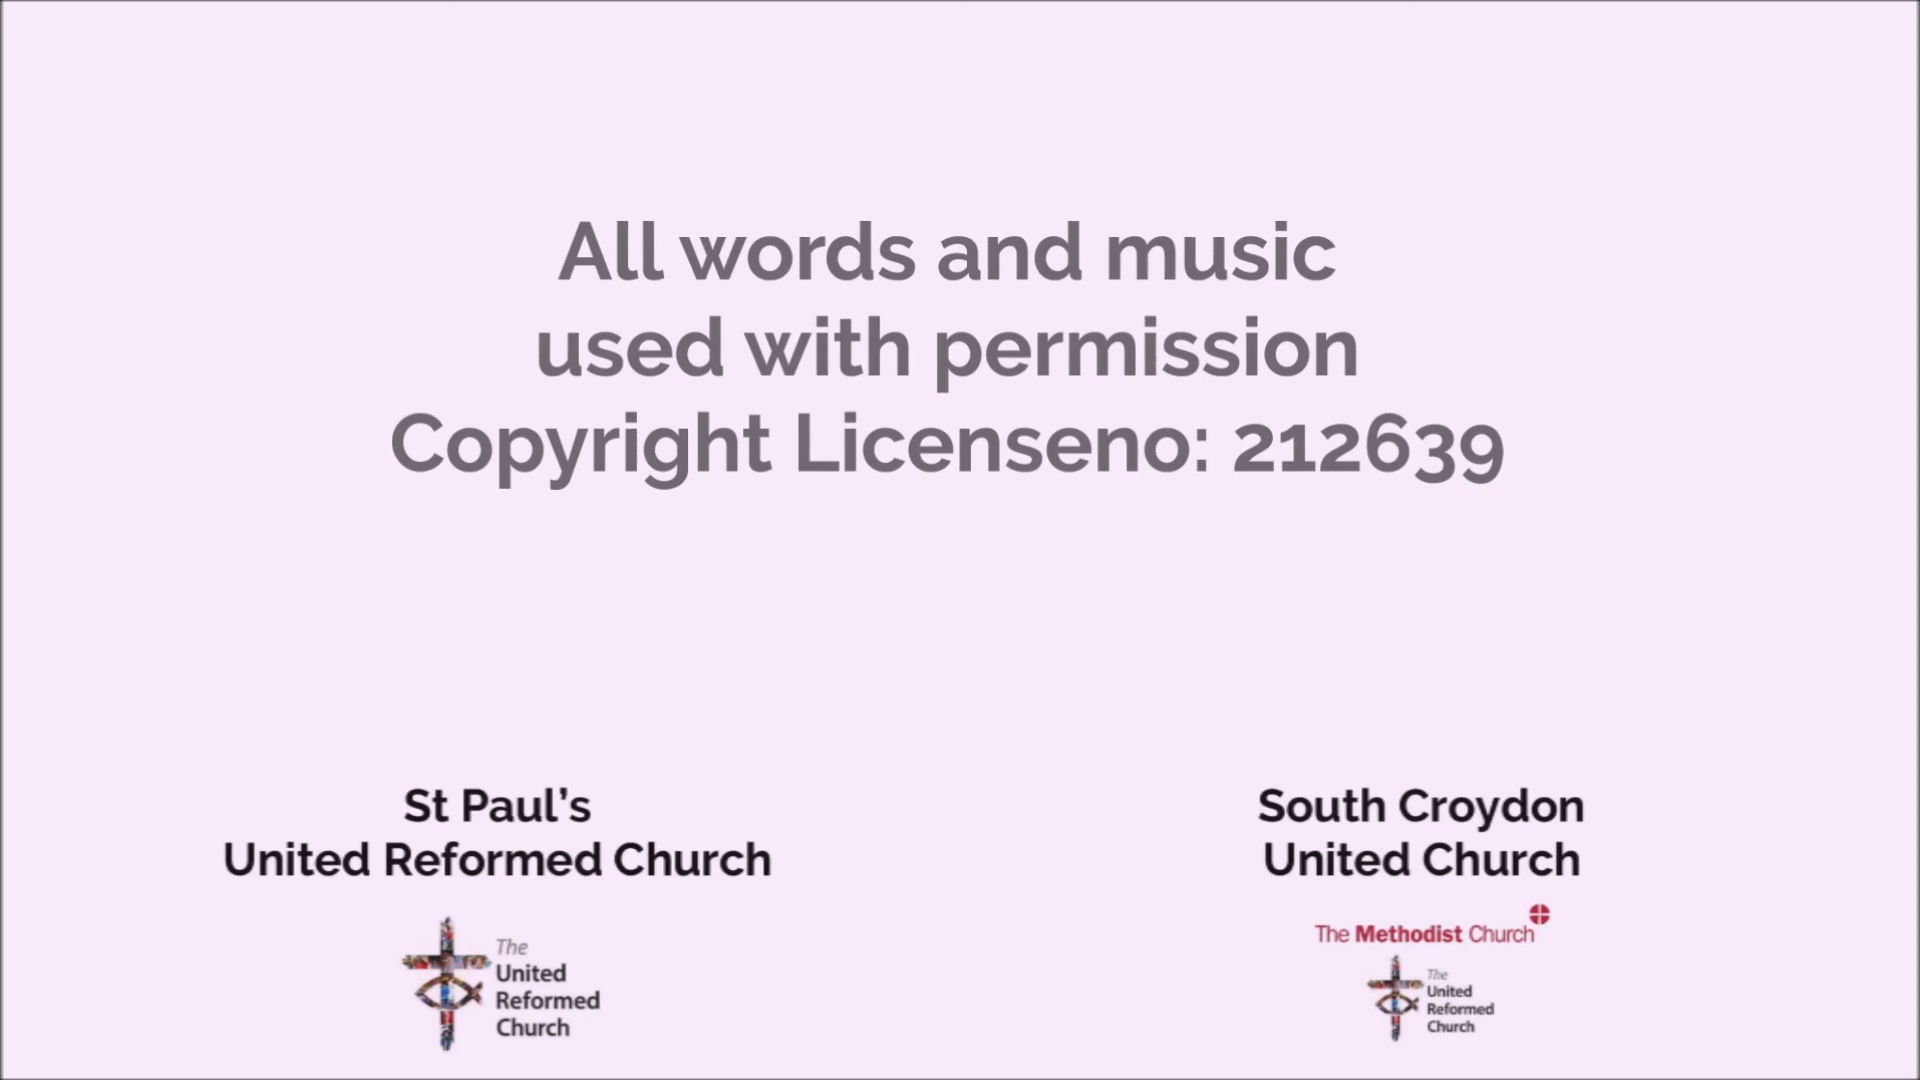 All words and music
used with permission
Copyright Licenseno: 212639
St Paul's
United Reformed Church
The
United
Reformed
Church
South Croydon
United Church
The Methodist Church
The
United
Reformed
Church